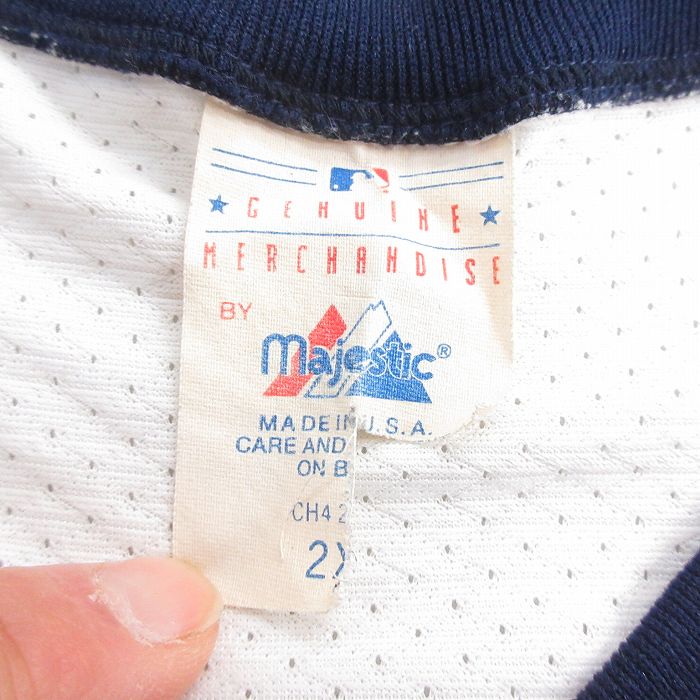 GENUINE
MERCHANDISE
BY
Majestic®
MADE IN U.S.A.
CARE AND
ON B
CH4 2
2X